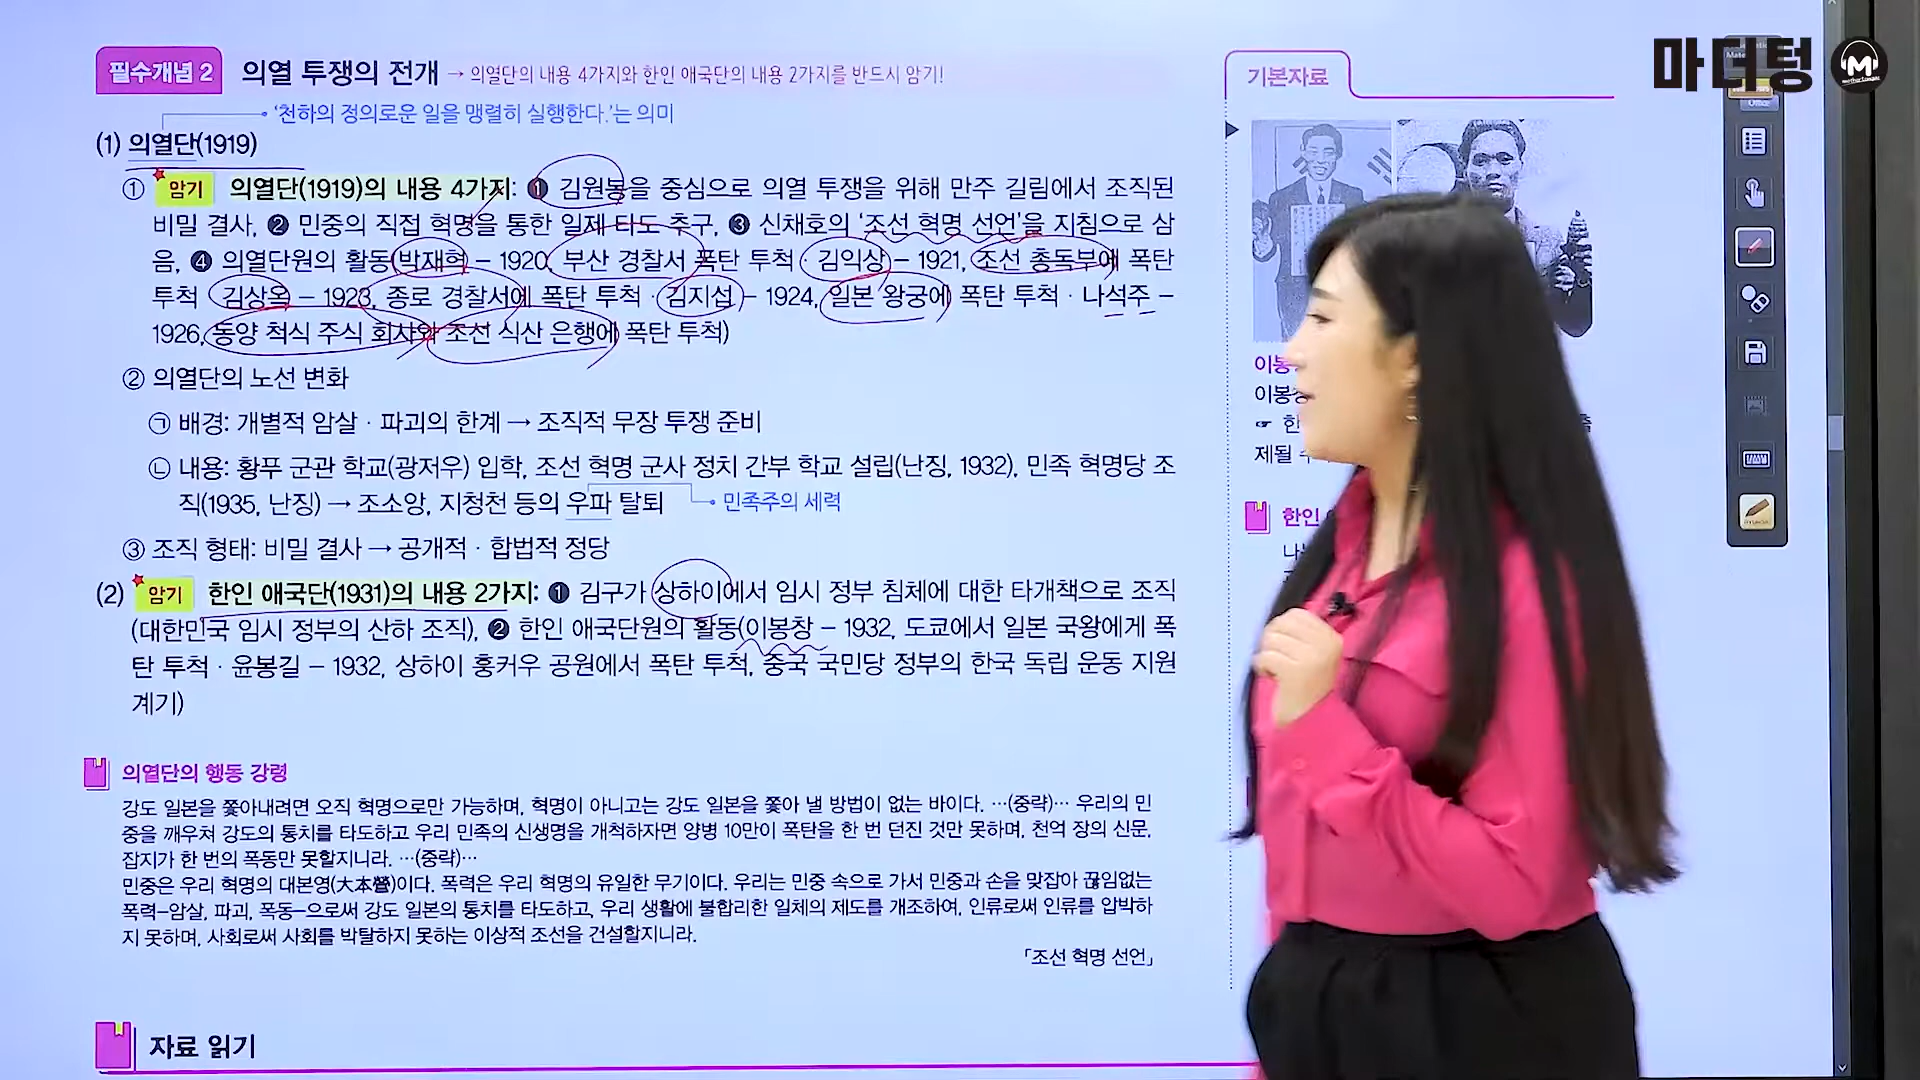 필수개념 2 의열 투쟁의 전개 → 의열단의 내용 4가지와 한인 애국단의 내용 2가지를 반드시 암기!
'천하의 정의로운 일을 맹렬히 실행한다.'는 의미
(1) 의열단(1919)
① 암기 의열단(1919)의 내용 4가지: ❶ 김원봉을 중심으로 의열 투쟁을 위해 만주 길림에서 조직된
비밀 결사, ❷ 민중의 직접 혁명을 통한 일제 타도 추구, ❸ 신채호의 '조선 혁명 선언'을 지침으로 삼
음, ❹ 의열단원의 활동(박재혁 – 1920, 부산 경찰서 폭탄 투척 · 김익상 – 1921, 조선 총독부에 폭탄
투척 · 김상옥 – 1923, 종로 경찰서에 폭탄 투척 · 김지섭 – 1924, 일본 왕궁에 폭탄 투척 · 나석주 –
1926, 동양 척식 주식 회사와 조선 식산 은행에 폭탄 투척)
② 의열단의 노선 변화
㉠ 배경: 개별적 암살 · 파괴의 한계 → 조직적 무장 투쟁 준비
㉡ 내용: 황푸 군관 학교(광저우) 입학, 조선 혁명 군사 정치 간부 학교 설립(난징, 1932), 민족 혁명당 조
직(1935, 난징) → 조소앙, 지청천 등의 우파 탈퇴
민족주의 세력
③ 조직 형태: 비밀 결사 → 공개적 · 합법적 정당
(2) 암기 한인 애국단(1931)의 내용 2가지: ❶ 김구가 상하이에서 임시 정부 침체에 대한 타개책으로 조직
(대한민국 임시 정부의 산하 조직), ❷ 한인 애국단원의 활동(이봉창 – 1932, 도쿄에서 일본 국왕에게 폭
탄 투척 · 윤봉길 – 1932, 상하이 훙커우 공원에서 폭탄 투척, 중국 국민당 정부의 한국 독립 운동 지원
계기)
의열단의 행동 강령
강도 일본을 쫓아내려면 오직 혁명으로만 가능하며, 혁명이 아니고는 강도 일본을 쫓아 낼 방법이 없는 바이다. …(중략)… 우리의 민
중을 깨우쳐 강도의 통치를 타도하고 우리 민족의 신생명을 개척하자면 양병 10만이 폭탄을 한 번 던진 것만 못하며, 천억 장의 신문,
잡지가 한 번의 폭동만 못할지니라. …(중략)…
민중은 우리 혁명의 대본영(大本營)이다. 폭력은 우리 혁명의 유일한 무기이다. 우리는 민중 속으로 가서 민중과 손을 맞잡아 끊임없는
폭력–암살, 파괴, 폭동–으로써 강도 일본의 통치를 타도하고, 우리 생활에 불합리한 일체의 제도를 개조하여, 인류로써 인류를 압박하
지 못하며, 사회로써 사회를 박탈하지 못하는 이상적 조선을 건설할지니라.
「조선 혁명 선언」
자료 읽기
기본자료
이봉
이봉창
☞ 한
제될
한인
나는
마더텅
M